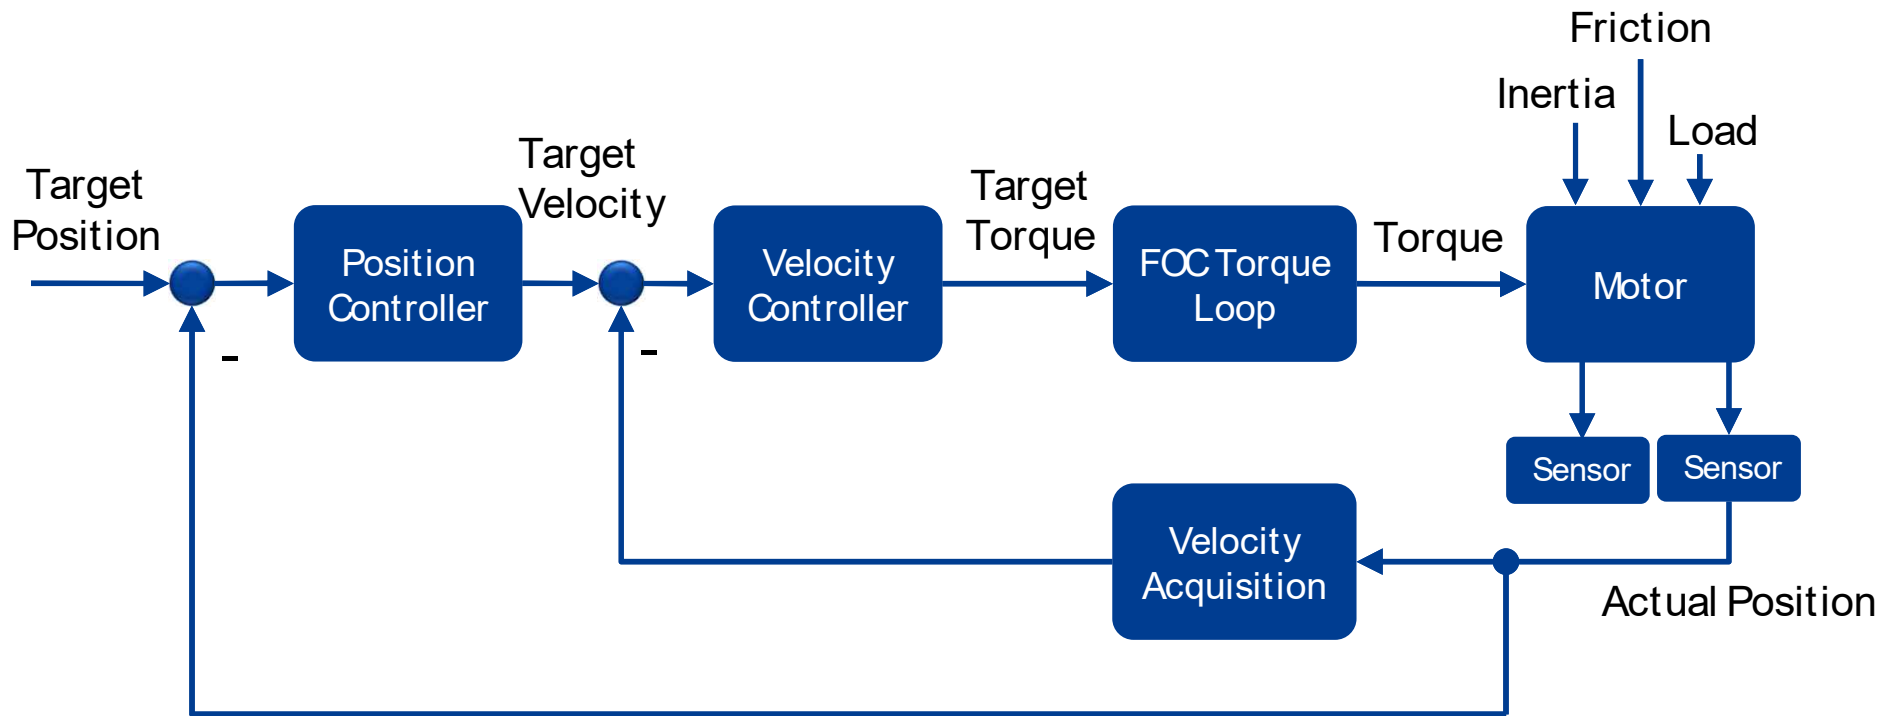 Friction
Inertia
Load
Target
Velocity
Target
Position
Target
Torque
Torque
Position
Controller
Velocity
Controller
FOC Torque
Loop
Motor
-
-
Sensor
Sensor
Velocity
Acquisition
Actual Position